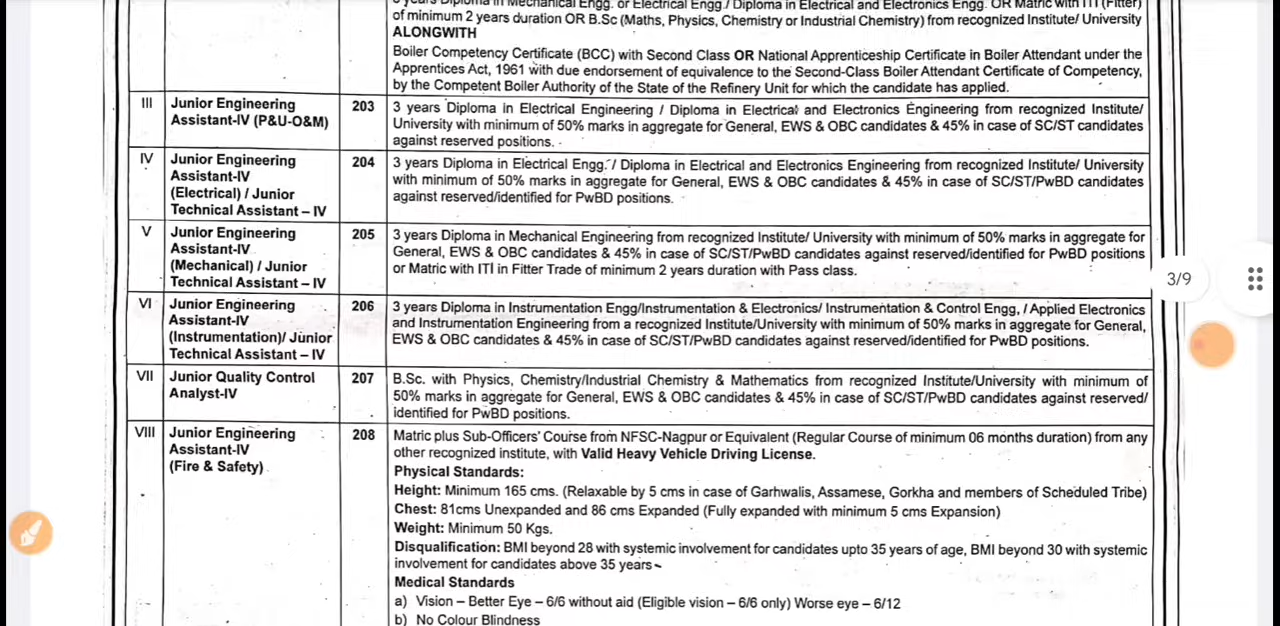 3 years Diploma in Mechanical Engg. or Electrical Engg./ Diploma in Electrical and Electronics Engg. OR Matric with ITI (Fitter)
of minimum 2 years duration OR B.Sc (Maths, Physics, Chemistry or Industrial Chemistry) from recognized Institute/ University
ALONGWITH
Boiler Competency Certificate (BCC) with Second Class OR National Apprenticeship Certificate in Boiler Attendant under the
Apprentices Act, 1961 with due endorsement of equivalence to the Second-Class Boiler Attendant Certificate of Competency,
by the Competent Boiler Authority of the State of the Refinery Unit for which the candidate has applied.
III Junior Engineering 203 3 years Diploma in Electrical Engineering / Diploma in Electrical and Electronics Engineering from recognized Institute/
Assistant-IV (P&U-O&M) University with minimum of 50% marks in aggregate for General, EWS & OBC candidates & 45% in case of SC/ST candidates
against reserved positions.
IV Junior Engineering 204 3 years Diploma in Electrical Engg. / Diploma in Electrical and Electronics Engineering from recognized Institute/ University
Assistant-IV with minimum of 50% marks in aggregate for General, EWS & OBC candidates & 45% in case of SC/ST/PwBD candidates
(Electrical) / Junior against reserved/identified for PwBD positions.
Technical Assistant – IV
V Junior Engineering 205 3 years Diploma in Mechanical Engineering from recognized Institute/ University with minimum of 50% marks in aggregate for
Assistant-IV General, EWS & OBC candidates & 45% in case of SC/ST/PwBD candidates against reserved/identified for PwBD positions
(Mechanical) / Junior or Matric with ITI in Fitter Trade of minimum 2 years duration with Pass class.
Technical Assistant – IV
3/9
VI Junior Engineering 206 3 years Diploma in Instrumentation Engg/Instrumentation & Electronics/ Instrumentation & Control Engg, / Applied Electronics
Assistant-IV and Instrumentation Engineering from a recognized Institute/University with minimum of 50% marks in aggregate for General,
(Instrumentation)/ Junior EWS & OBC candidates & 45% in case of SC/ST/PwBD candidates against reserved/identified for PwBD positions.
Technical Assistant – IV
VII Junior Quality Control 207 B.Sc. with Physics, Chemistry/Industrial Chemistry & Mathematics from recognized Institute/University with minimum of
Analyst-IV 50% marks in aggregate for General, EWS & OBC candidates & 45% in case of SC/ST/PwBD candidates against reserved/
identified for PwBD positions.
VIII Junior Engineering 208 Matric plus Sub-Officers' Course from NFSC-Nagpur or Equivalent (Regular Course of minimum 06 months duration) from any
Assistant-IV other recognized institute, with Valid Heavy Vehicle Driving License.
(Fire & Safety) Physical Standards:
Height: Minimum 165 cms. (Relaxable by 5 cms in case of Garhwalis, Assamese, Gorkha and members of Scheduled Tribe)
Chest: 81cms Unexpanded and 86 cms Expanded (Fully expanded with minimum 5 cms Expansion)
Weight: Minimum 50 Kgs.
Disqualification: BMI beyond 28 with systemic involvement for candidates upto 35 years of age, BMI beyond 30 with systemic
involvement for candidates above 35 years
Medical Standards
a) Vision – Better Eye – 6/6 without aid (Eligible vision – 6/6 only) Worse eye – 6/12
b) No Colour Blindness